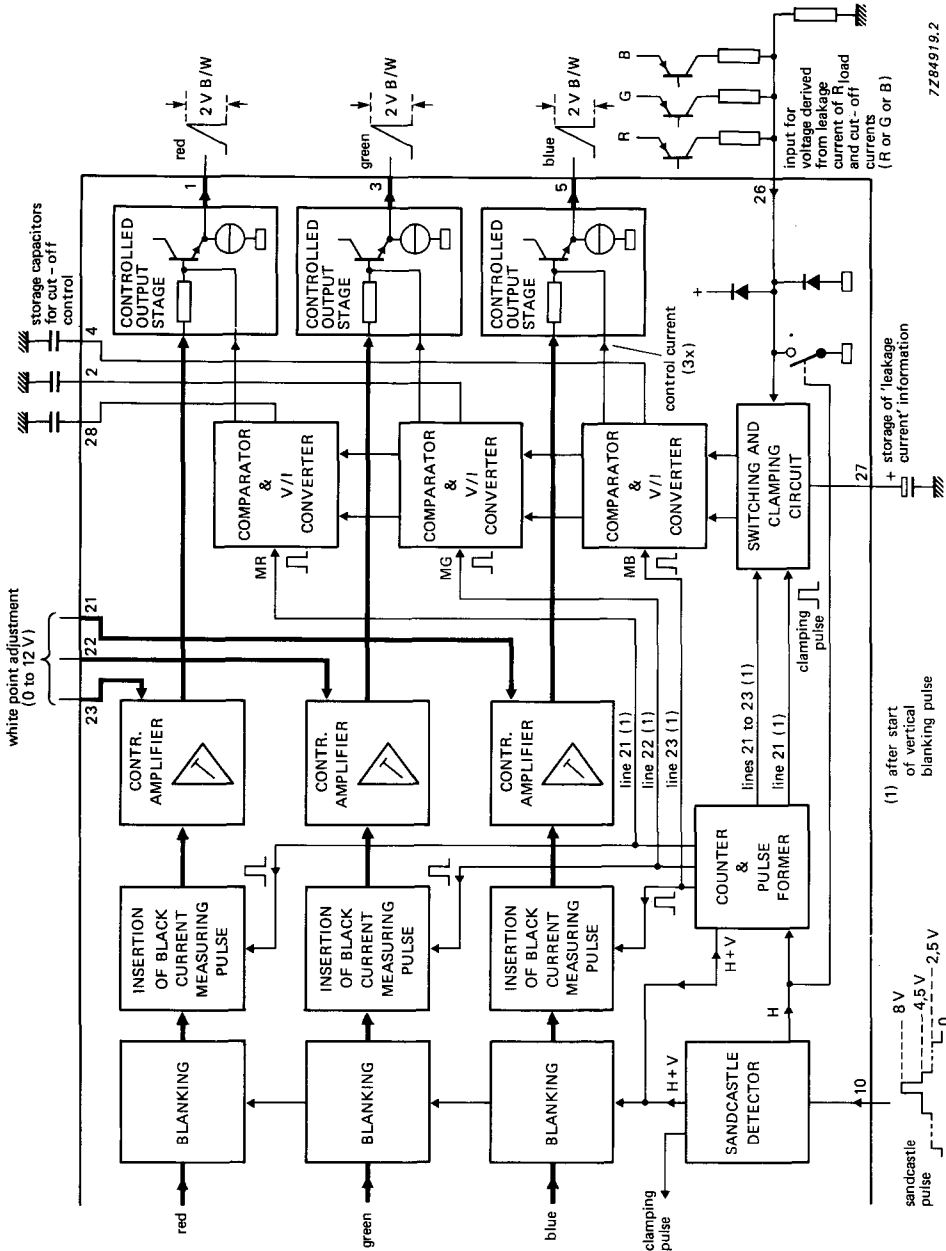 white point adjustment
(0 to 12 V)
23
22
21
28
2
4
storage capacitors
for cut - off
control
red
BLANKING
INSERTION
OF BLACK
CURRENT
MEASURING
PULSE
CONTR.
AMPLIFIER
CONTROLLED
OUTPUT
STAGE
1
red
2 V B/W
green
BLANKING
INSERTION
OF BLACK
CURRENT
MEASURING
PULSE
CONTR.
AMPLIFIER
MR
COMPARATOR
&
V/I
CONVERTER
CONTROLLED
OUTPUT
STAGE
3
green
2 V B/W
blue
BLANKING
INSERTION
OF BLACK
CURRENT
MEASURING
PULSE
CONTR.
AMPLIFIER
MG
COMPARATOR
&
V/I
CONVERTER
CONTROLLED
OUTPUT
STAGE
5
blue
2 V B/W
line 21 (1)
line 22 (1)
line 23 (1)
MB
COMPARATOR
&
V/I
CONVERTER
control current
(3x)
clamping
pulse
H+V
SANDCASTLE
DETECTOR
H
H+V
COUNTER
&
PULSE
FORMER
lines 21 to 23 (1)
line 21 (1)
clamping
pulse
SWITCHING AND
CLAMPING
CIRCUIT
+
26
R
G
B
input for
voltage derived
from leakage
current of Rload
and cut-off
currents
(R or G or B)
10
sandcastle
pulse
8 V
4,5 V
2,5 V
0
(1) after start
of vertical
blanking pulse
27
+
storage of 'leakage
current' information
7Z84919.2